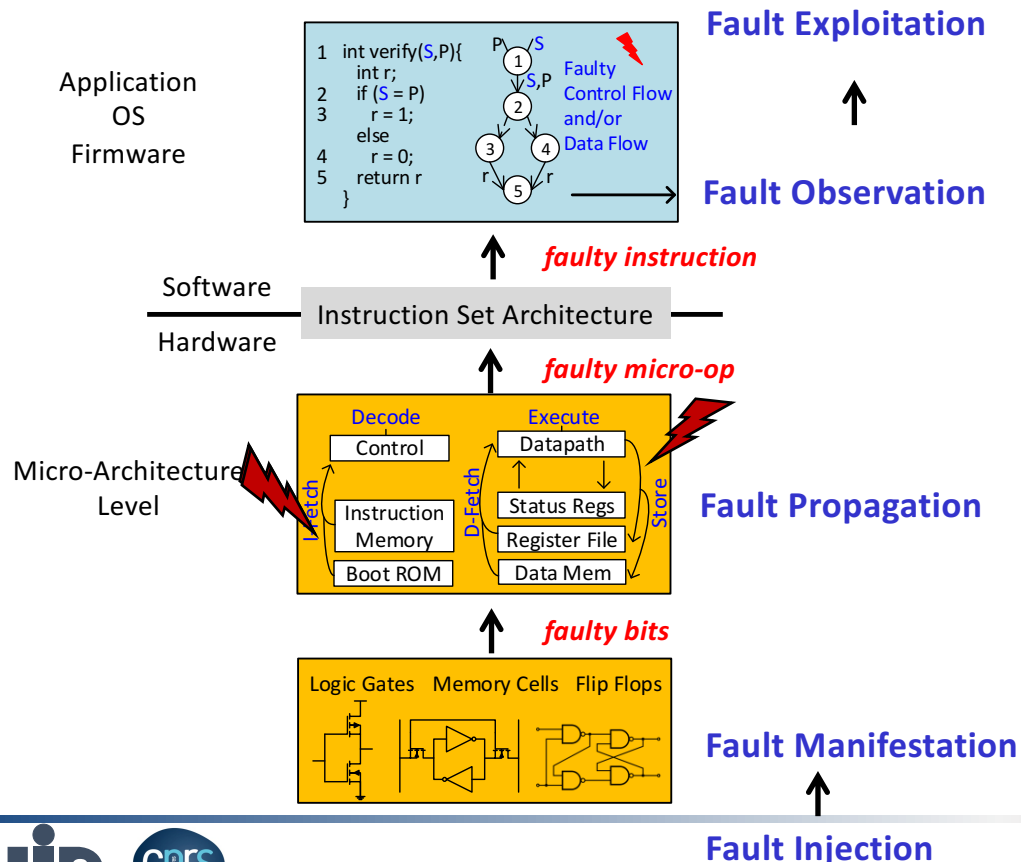 Fault Exploitation
Application
OS
Firmware
1 int verify(S,P){
int r;
2 if (S = P)
3 r = 1;
else
4 r = 0;
5 return r
}
P S
1
S,P
2
3 4
r r
5
Faulty
Control Flow
and/or
Data Flow
Fault Observation
faulty instruction
Software
Instruction Set Architecture
Hardware
faulty micro-op
Micro-Architecture
Level
Decode
Control
I-Fetch
Instruction
Memory
Boot ROM
Execute
Datapath
D-Fetch
Status Regs
Register File
Data Mem
Store
Fault Propagation
faulty bits
Logic Gates Memory Cells Flip Flops
Fault Manifestation
Fault Injection
cnrs